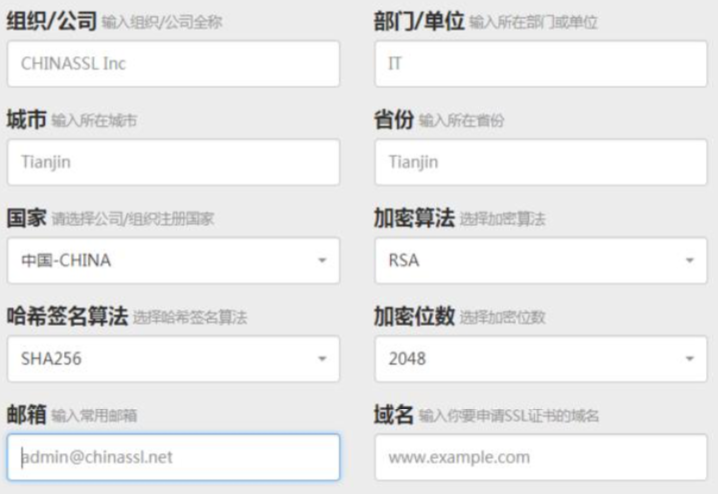 组织/公司 输入组织/公司全称 部门/单位 输入所在部门或单位
CHINASSL Inc IT
城市 输入所在城市 省份 输入所在省份
Tianjin Tianjin
国家 请选择公司/组织注册国家 加密算法 选择加密算法
中国-CHINA RSA
哈希签名算法 选择哈希签名算法 加密位数 选择加密位数
SHA256 2048
邮箱 输入常用邮箱 域名 输入你要申请SSL证书的域名
admin@chinassl.net www.example.com